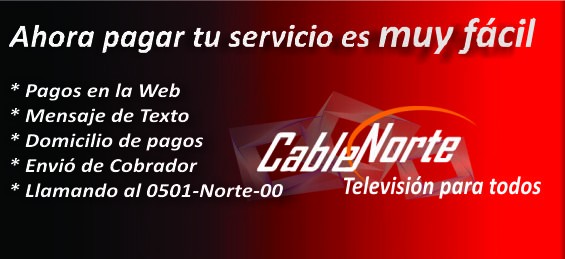 Ahora pagar tu servicio es muy fácil
* Pagos en la Web
* Mensaje de Texto
* Domicilio de pagos
* Envió de Cobrador
* Llamando al 0501-Norte-00
CableNorte
Televisión para todos